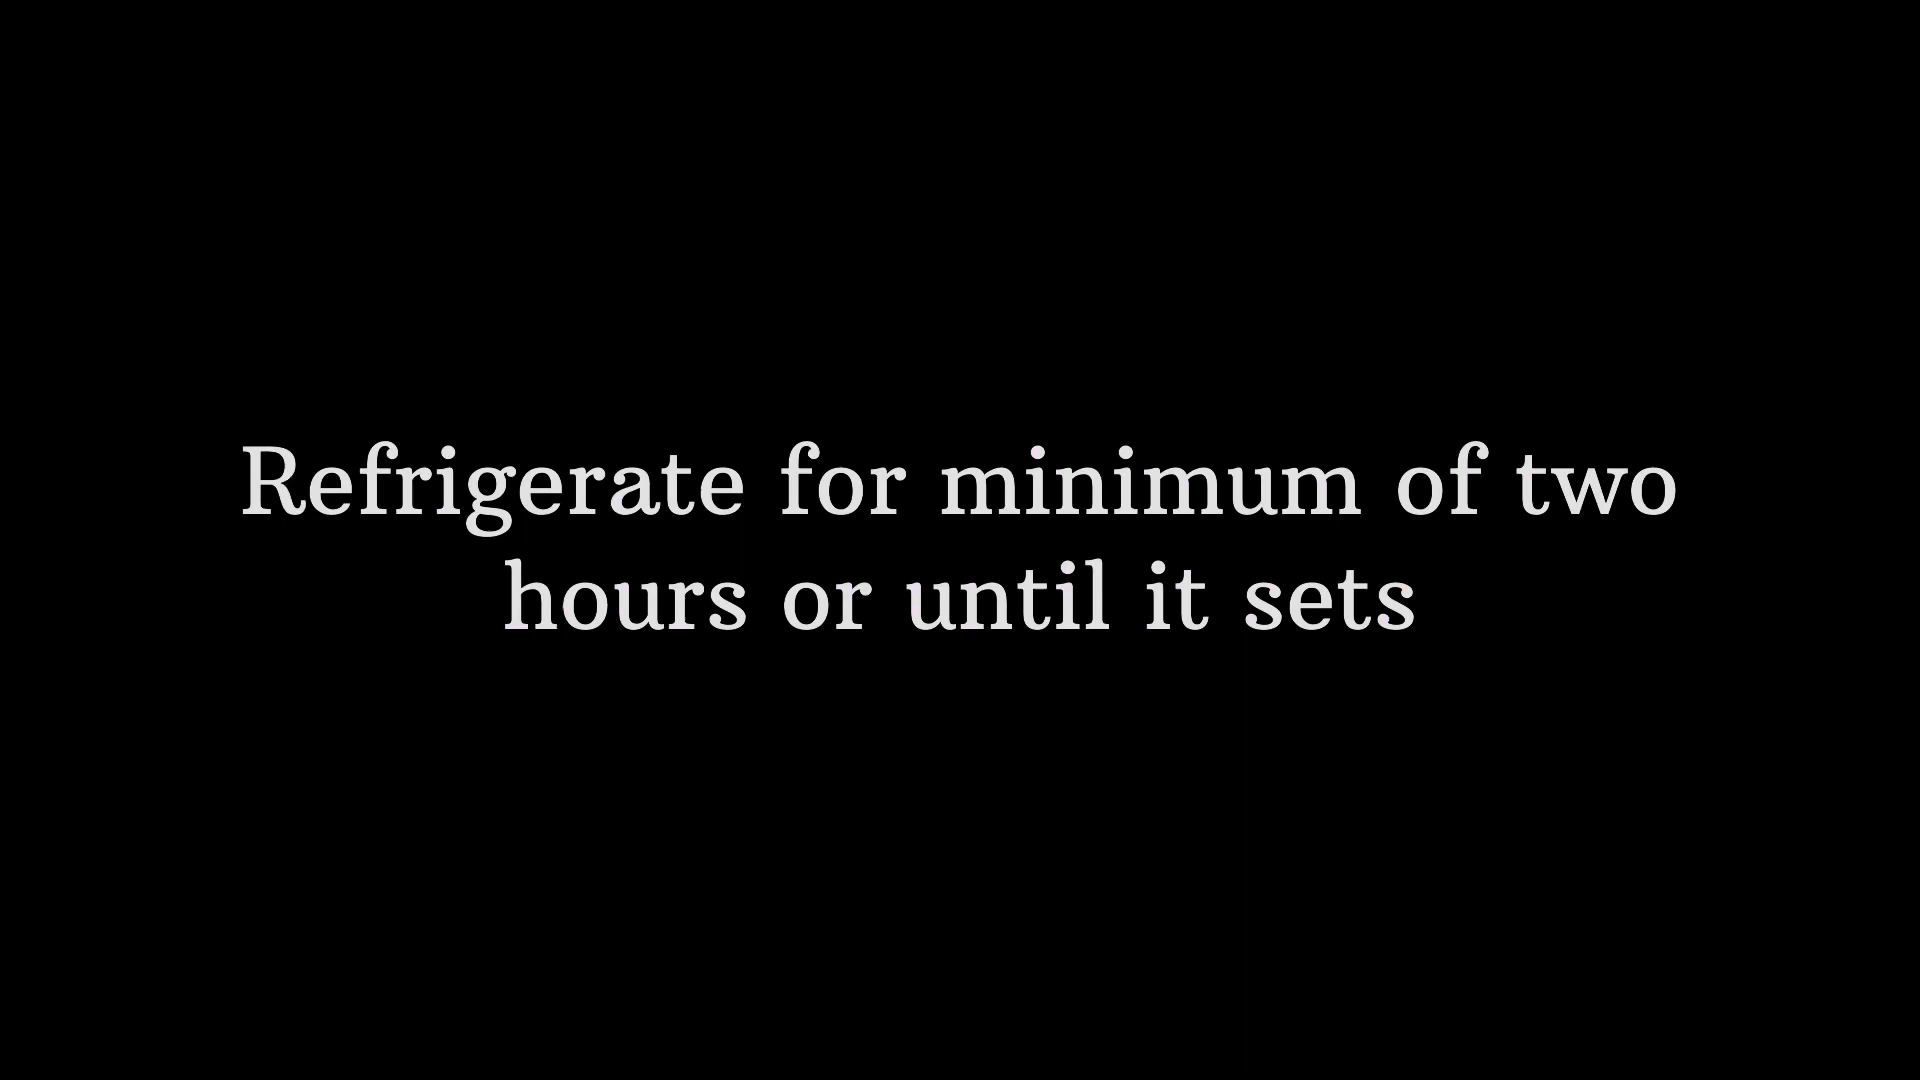 Refrigerate for minimum of two
hours or until it sets